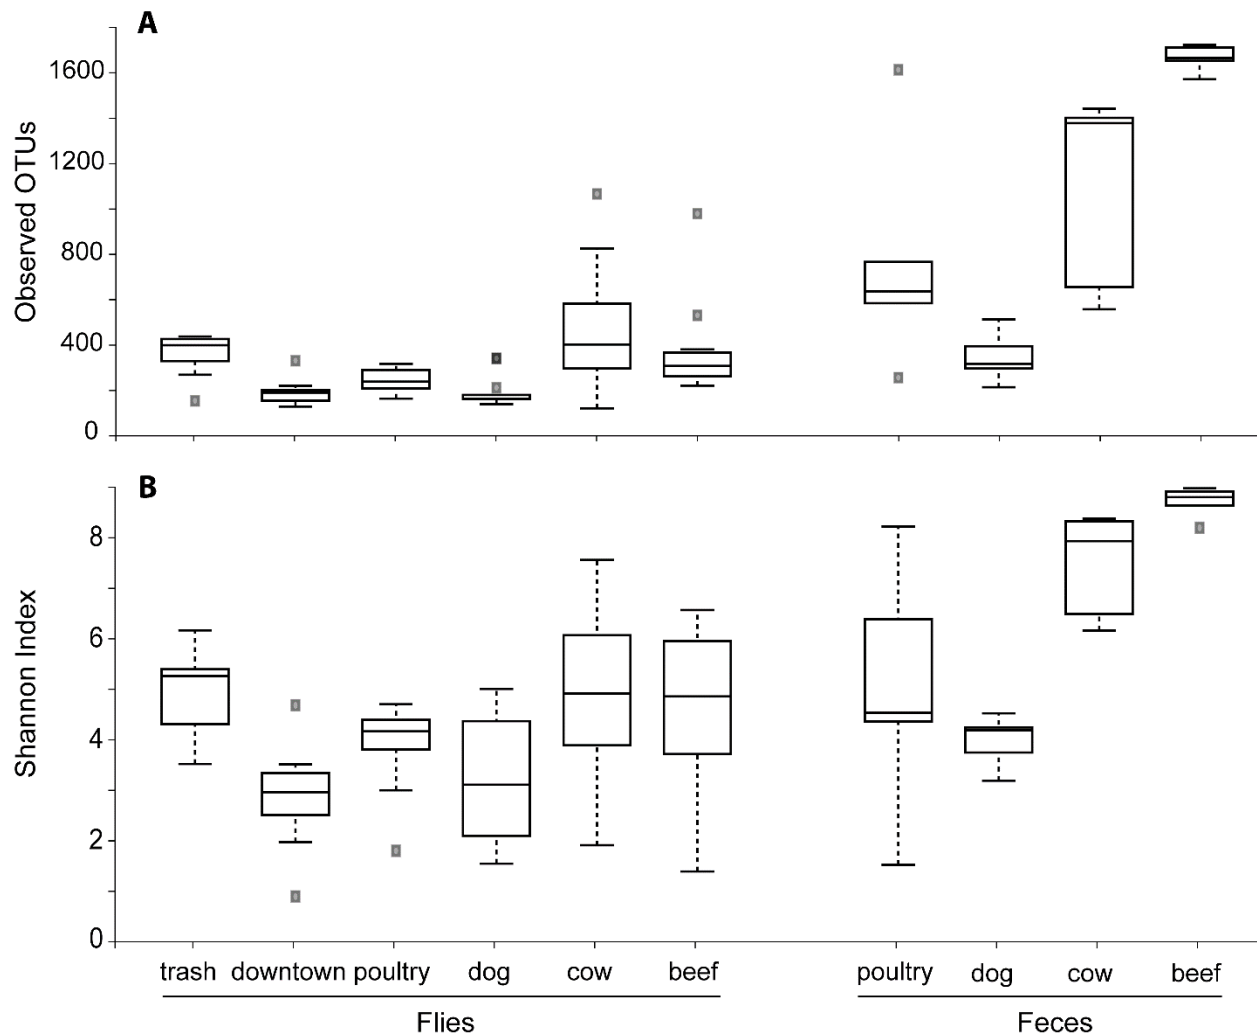 A
1600
1200
800
400
0
Observed OTUs
B
8
6
4
2
0
Shannon Index
trash downtown poultry dog cow beef poultry dog cow beef
Flies Feces